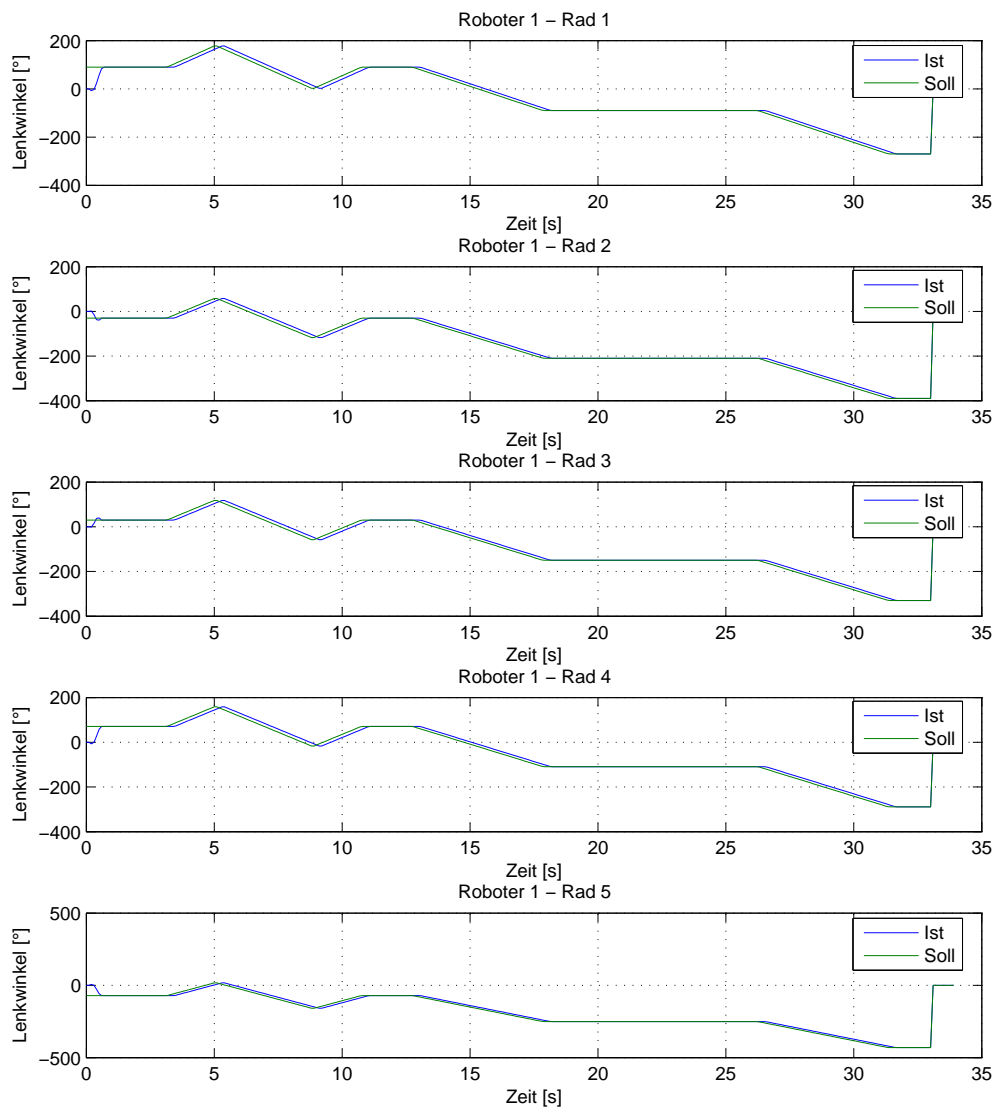 Roboter 1 − Rad 1
200
0
−200
−400
Lenkwinkel [°]
Ist
Soll
0 5 10 15 20 25 30 35
Zeit [s]
Roboter 1 − Rad 2
200
0
−200
−400
Lenkwinkel [°]
Ist
Soll
0 5 10 15 20 25 30 35
Zeit [s]
Roboter 1 − Rad 3
200
0
−200
−400
Lenkwinkel [°]
Ist
Soll
0 5 10 15 20 25 30 35
Zeit [s]
Roboter 1 − Rad 4
200
0
−200
−400
Lenkwinkel [°]
Ist
Soll
0 5 10 15 20 25 30 35
Zeit [s]
Roboter 1 − Rad 5
500
0
−500
Lenkwinkel [°]
Ist
Soll
0 5 10 15 20 25 30 35
Zeit [s]